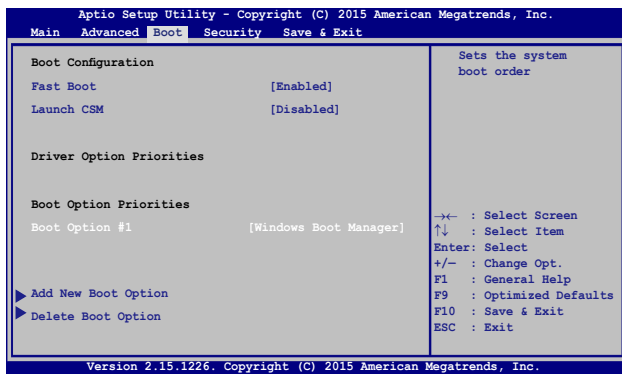 Aptio Setup Utility - Copyright (C) 2015 American Megatrends, Inc.
Main Advanced Boot Security Save & Exit
Boot Configuration
Fast Boot [Enabled]
Launch CSM [Disabled]
Driver Option Priorities
Boot Option Priorities
Boot Option #1 [Windows Boot Manager]
Add New Boot Option
Delete Boot Option
Sets the system
boot order
→← : Select Screen
↑↓ : Select Item
Enter: Select
+/— : Change Opt.
F1 : General Help
F9 : Optimized Defaults
F10 : Save & Exit
ESC : Exit
Version 2.15.1226. Copyright (C) 2015 American Megatrends, Inc.